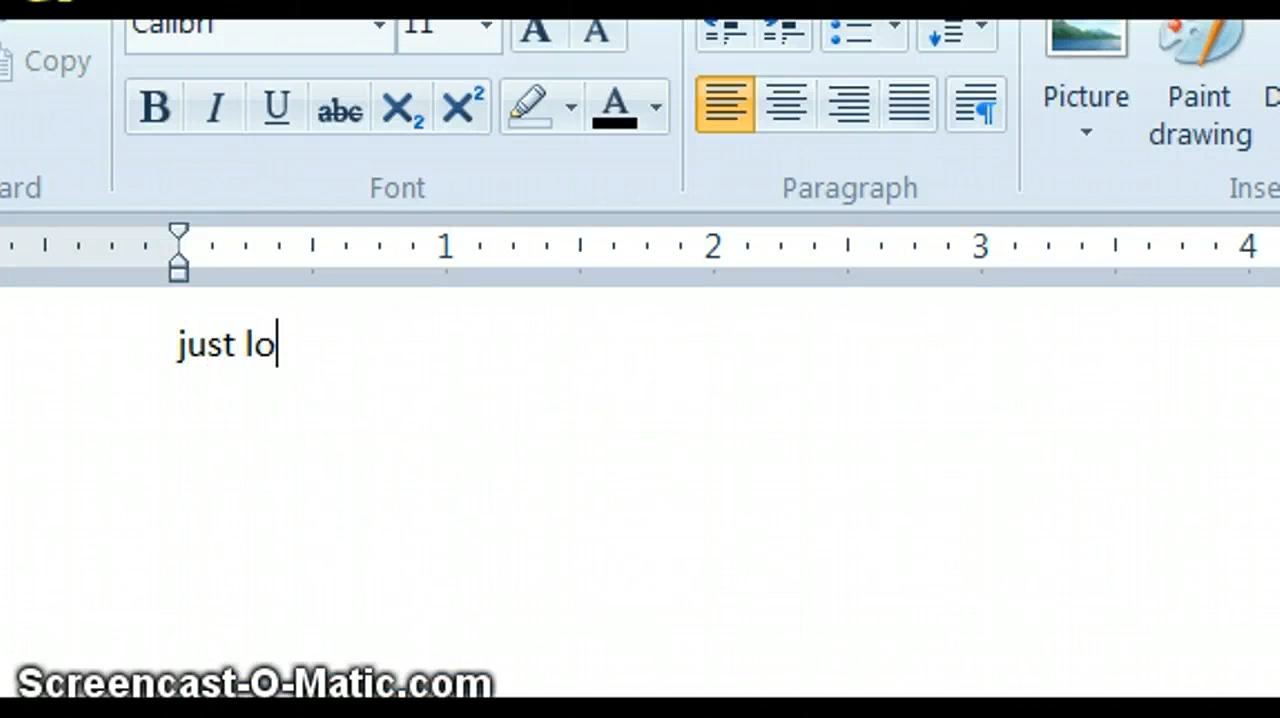 Calibri 11 A A
Copy
B I U abc X2 X2 A
Picture
Paint
drawing
ard Font Paragraph Inse
1 2 3 4
just lo
Screencast-O-Matic.com